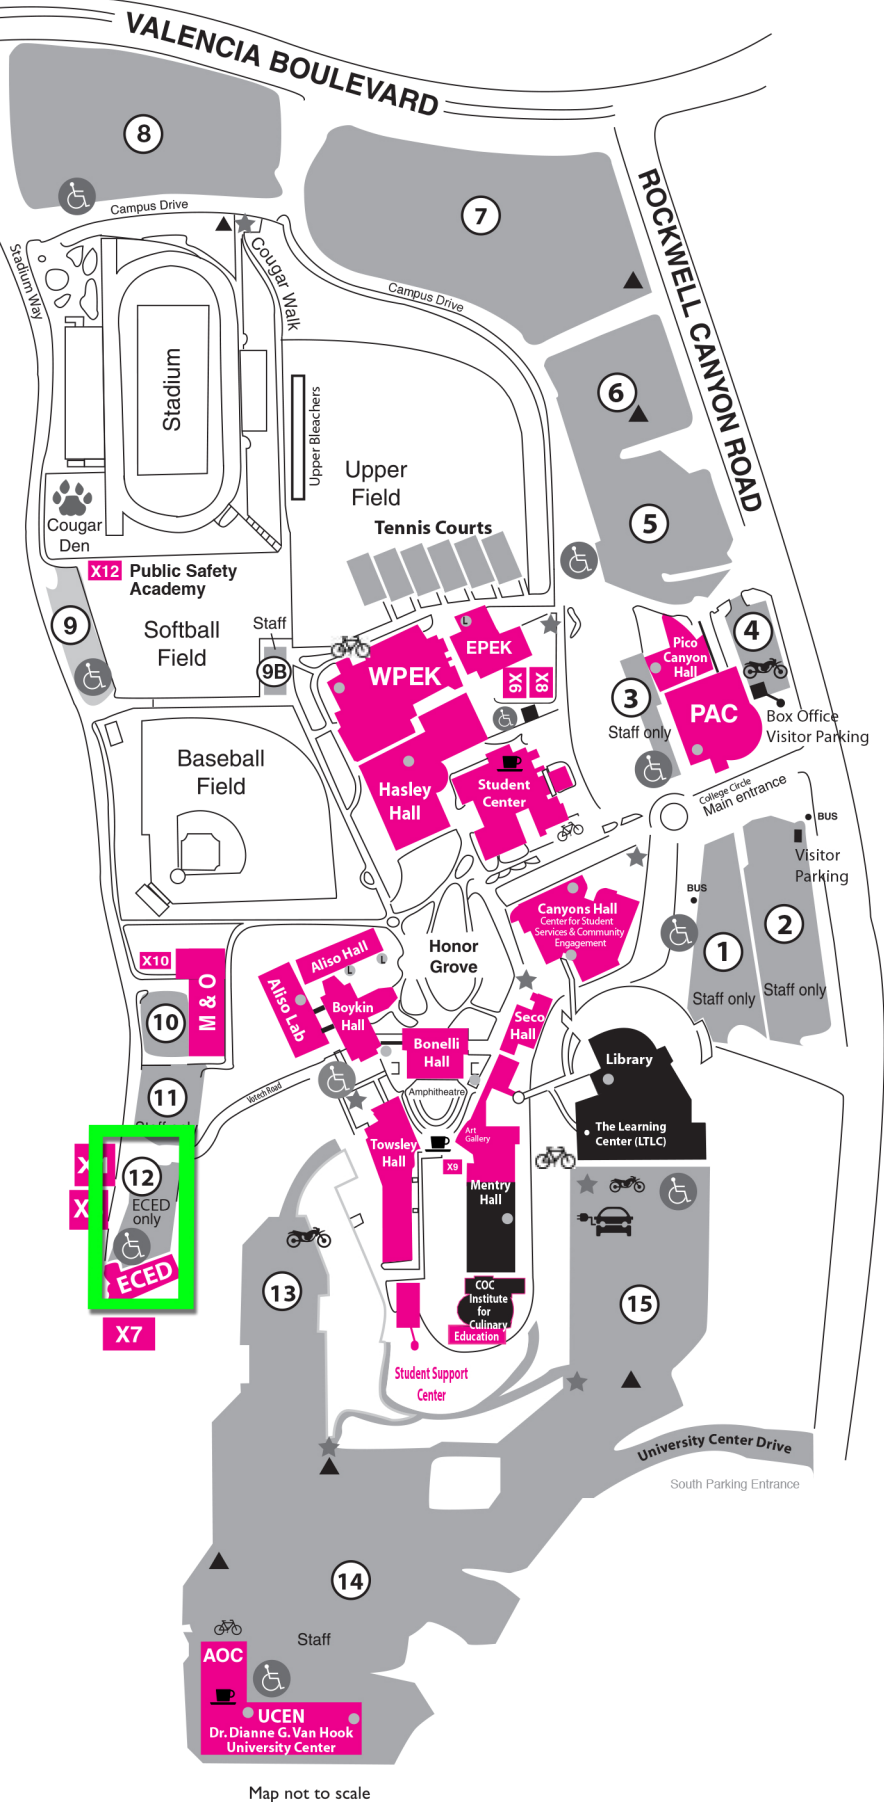 VALENCIA BOULEVARD
8
7
Campus Drive
Stadium Way
Cougar Walk
Campus Drive
ROCKWELL CANYON ROAD
Stadium
Upper Bleachers
6
Upper
Field
5
Tennis Courts
Cougar
Den
X12
Public Safety
Academy
9
Softball
Field
Staff
9B
WPEK
L
EPEK
X6
X8
Pico
Canyon
Hall
4
3
Staff only
PAC
Box Office
Visitor Parking
Baseball
Field
Hasley
Hall
Student
Center
College Circle
Main entrance
BUS
Visitor
Parking
BUS
Canyons Hall
Center for Student
Services & Community
Engagement
1
Staff only
2
Staff only
Honor
Grove
X10
M & O
Aliso Hall
L
L
Aliso Lab
Boykin
Hall
10
Bonelli
Hall
Seco
Hall
Library
The Learning
Center (LTLC)
11
Votech Road
Amphitheatre
Towsley
Hall
Art
Gallery
X9
Mentry
Hall
12
ECED
only
ECED
X7
13
COC
Institute
for
Culinary
Education
15
Student Support
Center
University Center Drive
South Parking Entrance
14
Staff
AOC
UCEN
Dr. Dianne G. Van Hook
University Center
Map not to scale